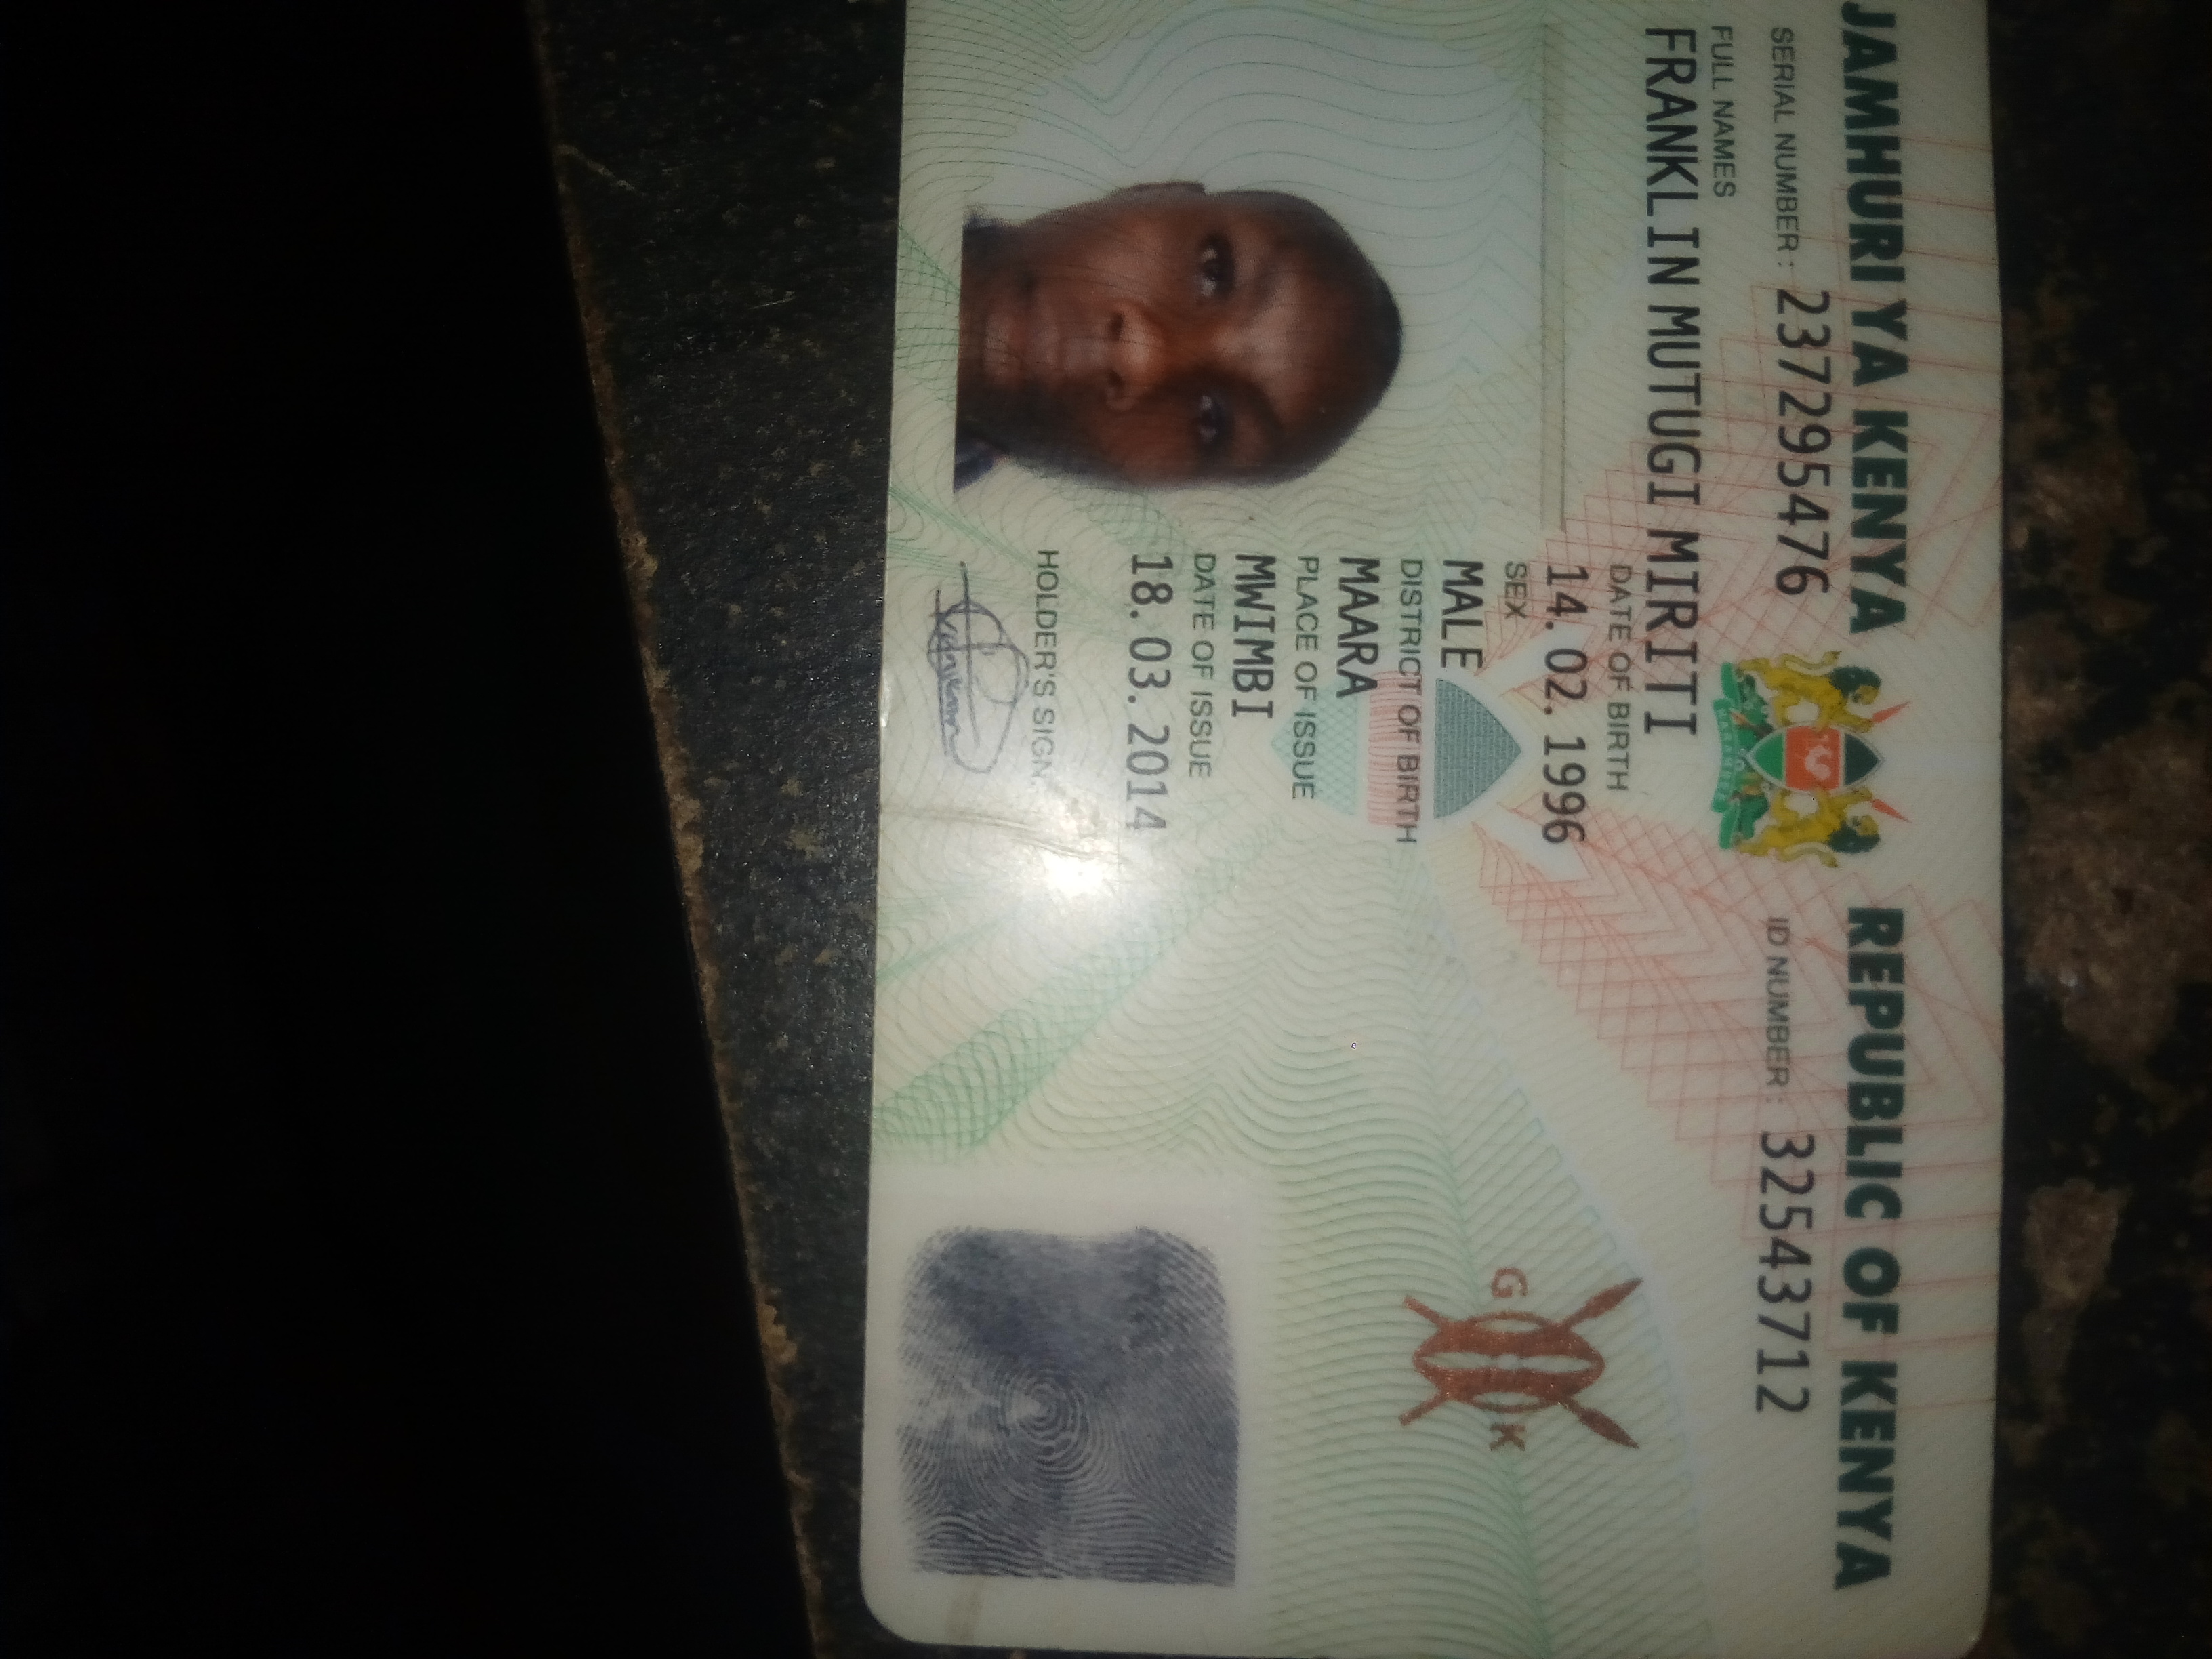 JAMHURI YA KENYA REPUBLIC OF KENYA
SERIAL NUMBER: 237295476 ID NUMBER: 32543712
FULL NAMES
FRANKLIN MUTUGI MIRITI
DATE OF BIRTH
14.02.1996
SEX
MALE
DISTRICT OF BIRTH
MAARA
PLACE OF ISSUE
MWIMBI
DATE OF ISSUE
18.03.2014
HOLDER'S SIGN.
G K